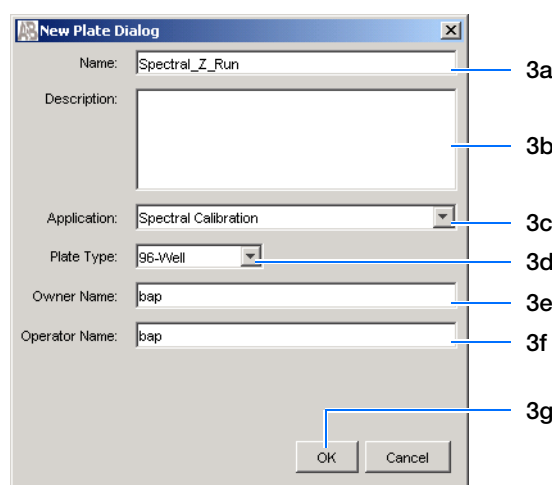 AB New Plate Dialog
Name: Spectral_Z_Run 3a
Description: 3b
Application: Spectral Calibration 3c
Plate Type: 96-Well 3d
Owner Name: bap 3e
Operator Name: bap 3f
3g
OK Cancel